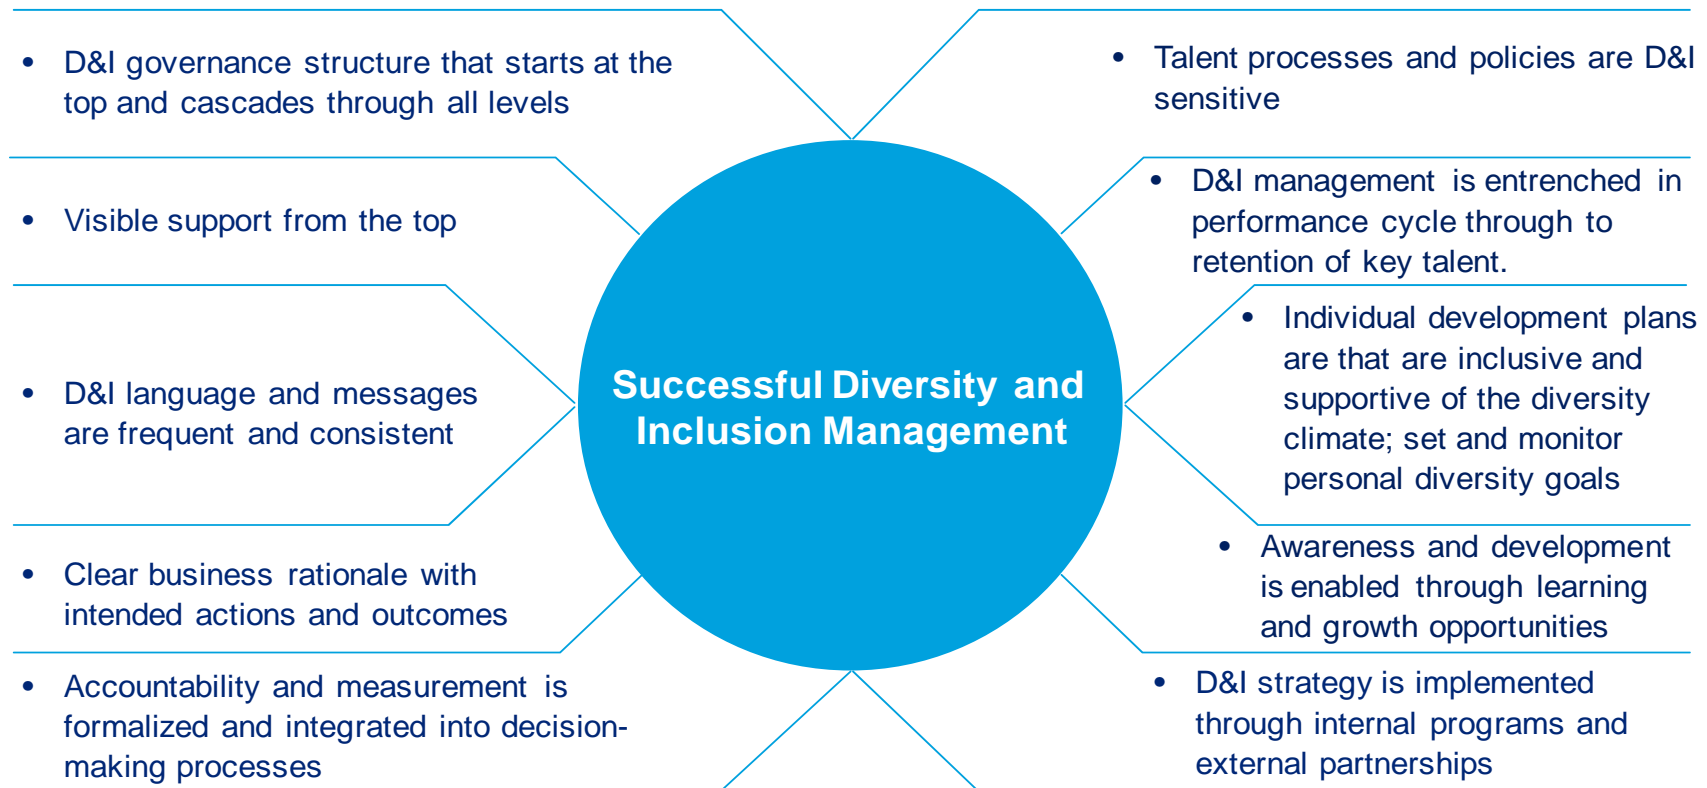 • D&I governance structure that starts at the
top and cascades through all levels
• Visible support from the top
• D&I language and messages
are frequent and consistent
• Clear business rationale with
intended actions and outcomes
• Accountability and measurement is
formalized and integrated into decision-
making processes
Successful Diversity and
Inclusion Management
• Talent processes and policies are D&I
sensitive
• D&I management is entrenched in
performance cycle through to
retention of key talent.
• Individual development plans
are that are inclusive and
supportive of the diversity
climate; set and monitor
personal diversity goals
• Awareness and development
is enabled through learning
and growth opportunities
• D&I strategy is implemented
through internal programs and
external partnerships